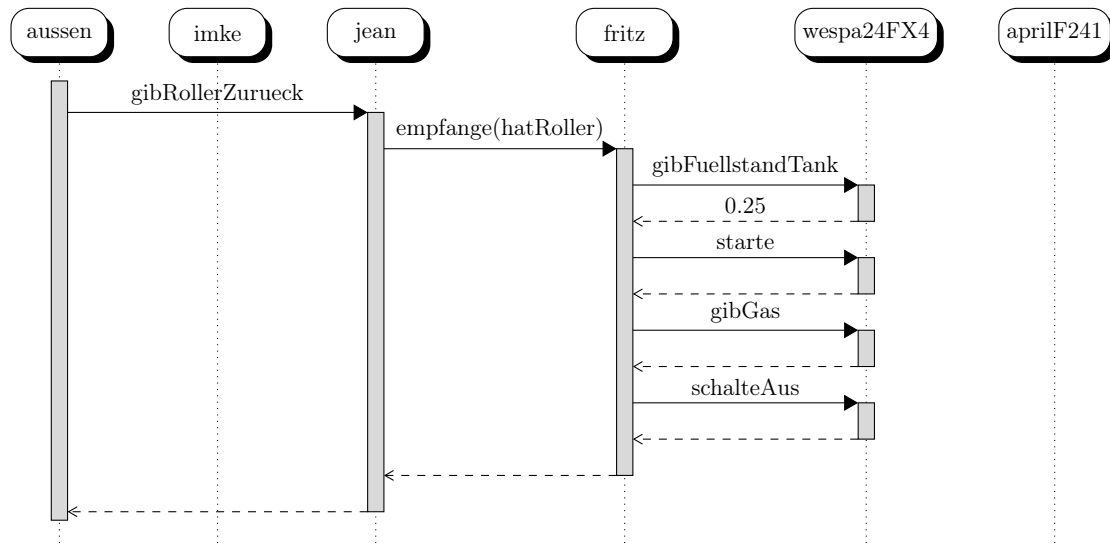 aussen
imke
jean
fritz
wespa24FX4
aprilF241
gibRollerZurueck
empfange(hatRoller)
gibFuellstandTank
0.25
starte
gibGas
schalteAus